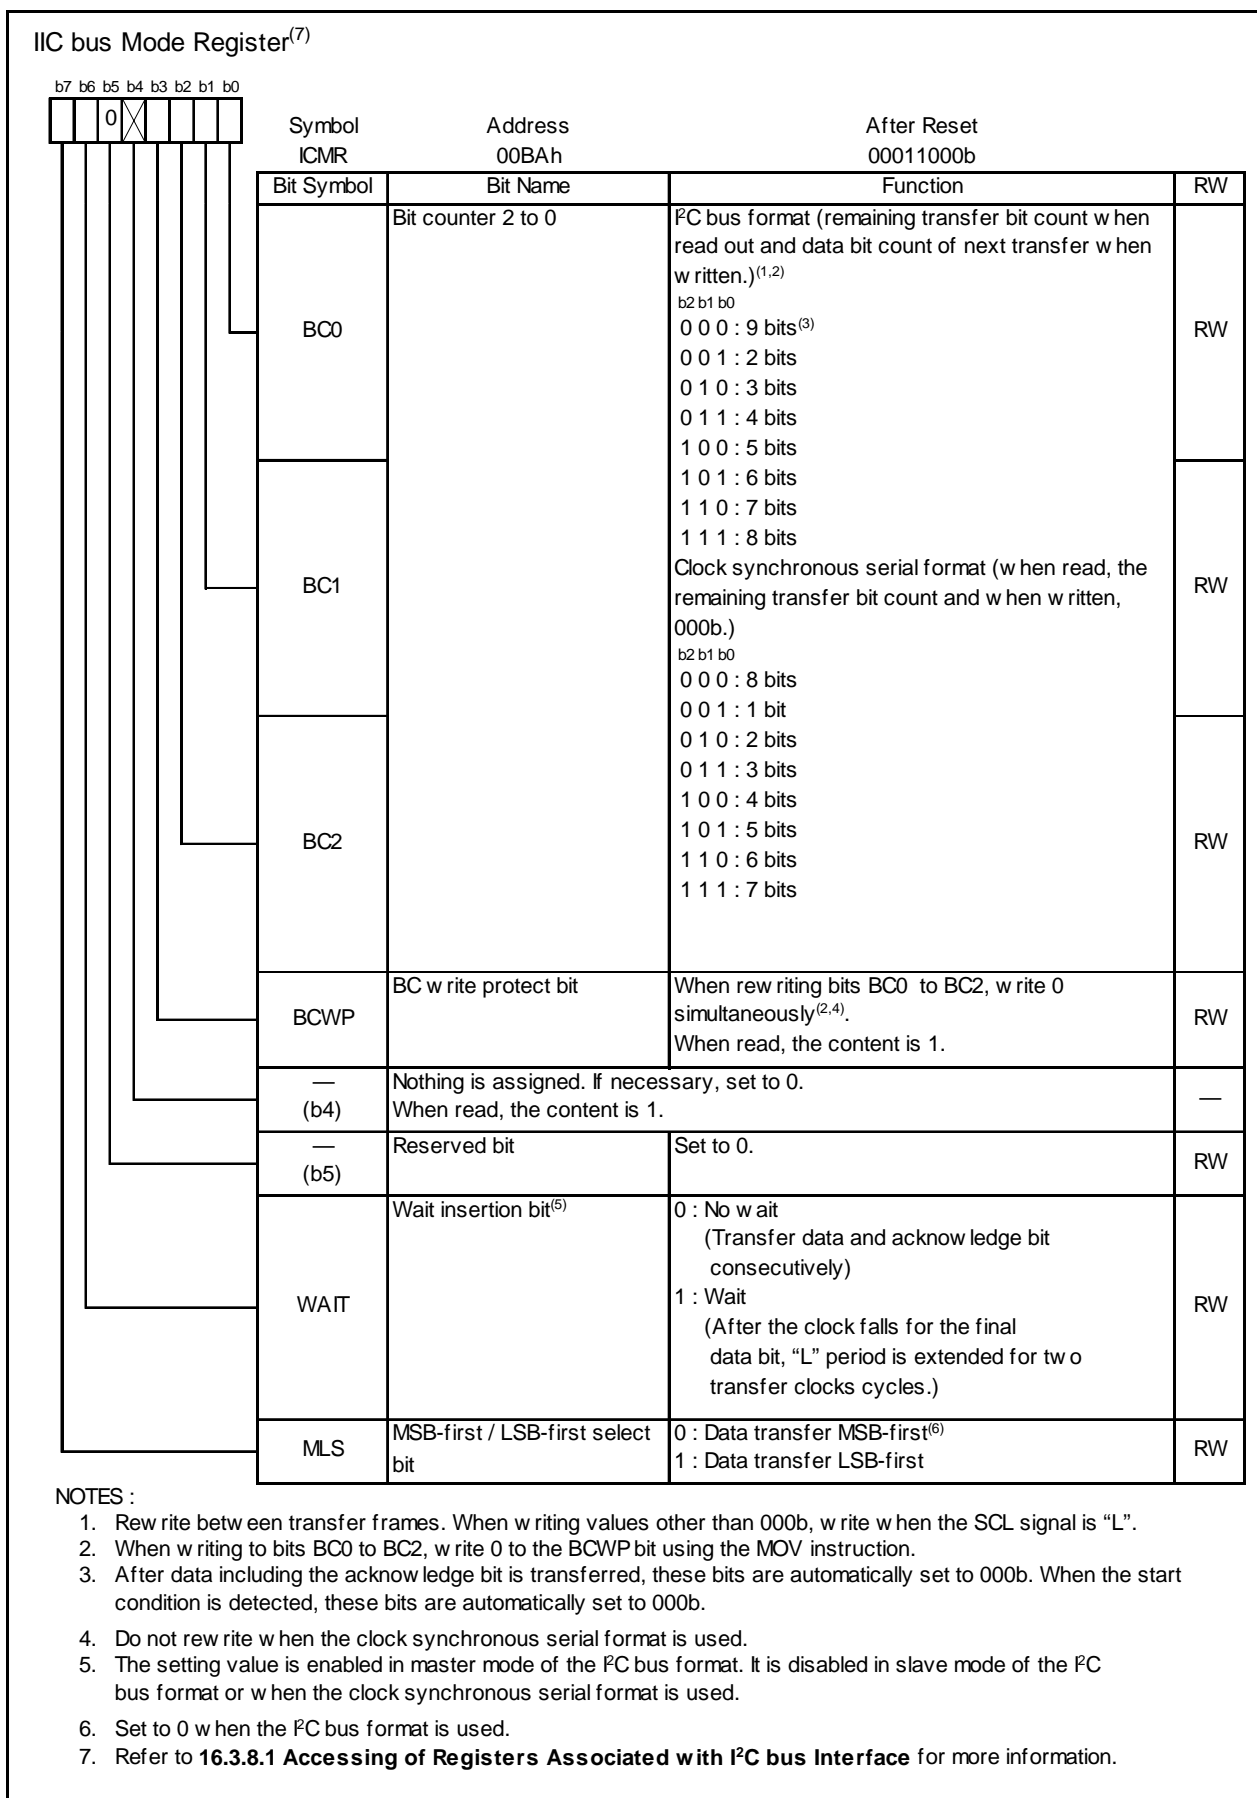 IIC bus Mode Register(7)
b7 b6 b5 b4 b3 b2 b1 b0
0
Symbol Address After Reset
ICMR 00BAh 00011000b
Bit Symbol Bit Name Function RW
BC0 Bit counter 2 to 0 I²C bus format (remaining transfer bit count when
read out and data bit count of next transfer when
written.)(1,2)
b2 b1 b0
0 0 0 : 9 bits(3)
RW
0 0 1 : 2 bits
0 1 0 : 3 bits
0 1 1 : 4 bits
1 0 0 : 5 bits
1 0 1 : 6 bits
1 1 0 : 7 bits
1 1 1 : 8 bits
BC1 Clock synchronous serial format (when read, the
remaining transfer bit count and when written,
RW
000b.)
b2 b1 b0
0 0 0 : 8 bits
0 0 1 : 1 bit
0 1 0 : 2 bits
0 1 1 : 3 bits
1 0 0 : 4 bits
1 0 1 : 5 bits
BC2 1 1 0 : 6 bits RW
1 1 1 : 7 bits
BCWP BC write protect bit When rewriting bits BC0 to BC2, write 0
simultaneously(2,4).
RW
When read, the content is 1.
— Nothing is assigned. If necessary, set to 0.
(b4) When read, the content is 1. —
— Reserved bit Set to 0.
(b5) RW
WAIT Wait insertion bit(5) 0 : No wait
(Transfer data and acknowledge bit
consecutively)
1 : Wait RW
(After the clock falls for the final
data bit, “L” period is extended for two
transfer clocks cycles.)
MLS MSB-first / LSB-first select 0 : Data transfer MSB-first(6) RW
bit 1 : Data transfer LSB-first
NOTES :
1. Rewrite between transfer frames. When writing values other than 000b, write when the SCL signal is “L”.
2. When writing to bits BC0 to BC2, write 0 to the BCWP bit using the MOV instruction.
3. After data including the acknowledge bit is transferred, these bits are automatically set to 000b. When the start
condition is detected, these bits are automatically set to 000b.
4. Do not rewrite when the clock synchronous serial format is used.
5. The setting value is enabled in master mode of the I²C bus format. It is disabled in slave mode of the I²C
bus format or when the clock synchronous serial format is used.
6. Set to 0 when the I²C bus format is used.
7. Refer to 16.3.8.1 Accessing of Registers Associated with I²C bus Interface for more information.